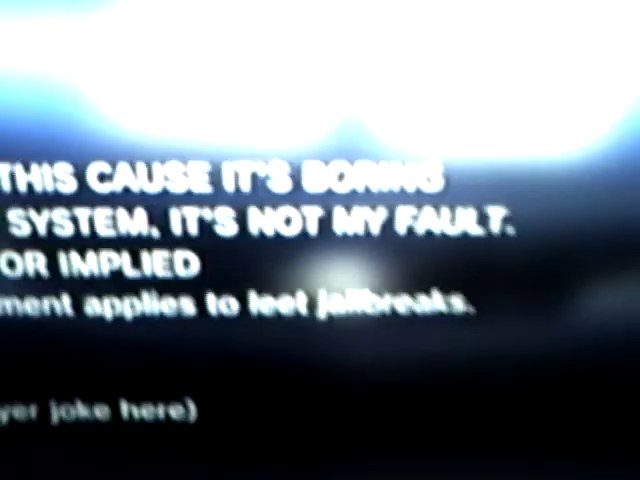 THIS CAUSE IT'S BORING
SYSTEM. IT'S NOT MY FAULT.
OR IMPLIED
ment applies to leet jailbreaks.
yer joke here)